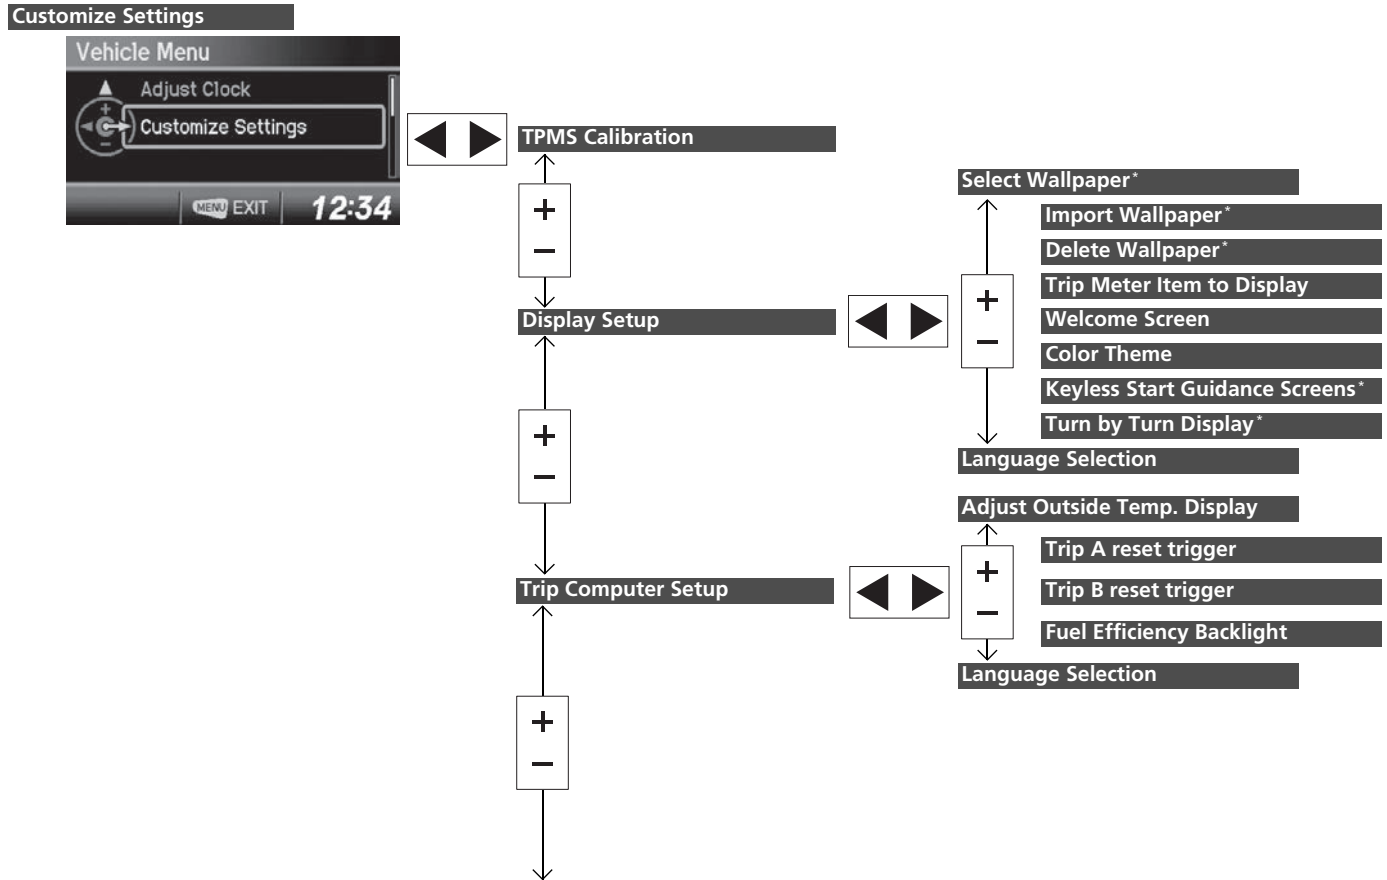 Customize Settings
Vehicle Menu
Adjust Clock
+
Customize Settings
−
MENU EXIT
12:34
TPMS Calibration
+
−
Display Setup
Select Wallpaper*
Import Wallpaper*
Delete Wallpaper*
Trip Meter Item to Display
Welcome Screen
Color Theme
Keyless Start Guidance Screens*
Turn by Turn Display*
Language Selection
+
−
+
−
Trip Computer Setup
Adjust Outside Temp. Display
Trip A reset trigger
Trip B reset trigger
Fuel Efficiency Backlight
Language Selection
+
−
+
−